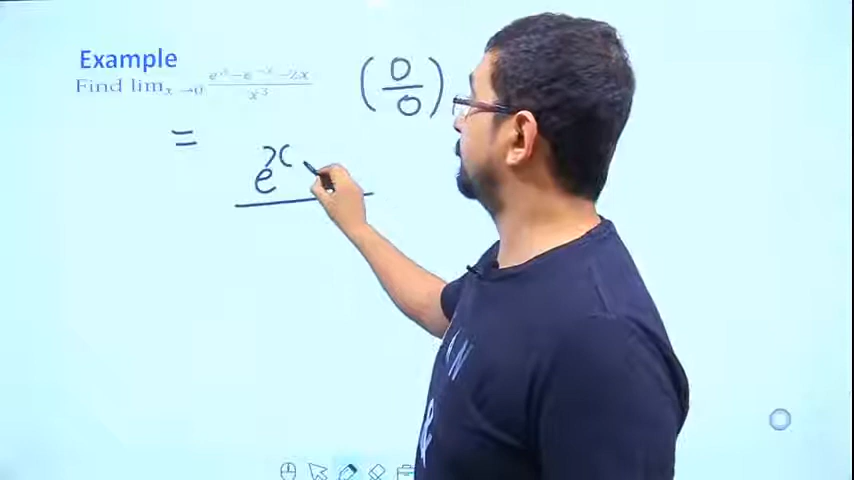 Example
Find lim x→0 e^x − e^−x − 2x / x^3
(0/0)
=
e^x
N
&